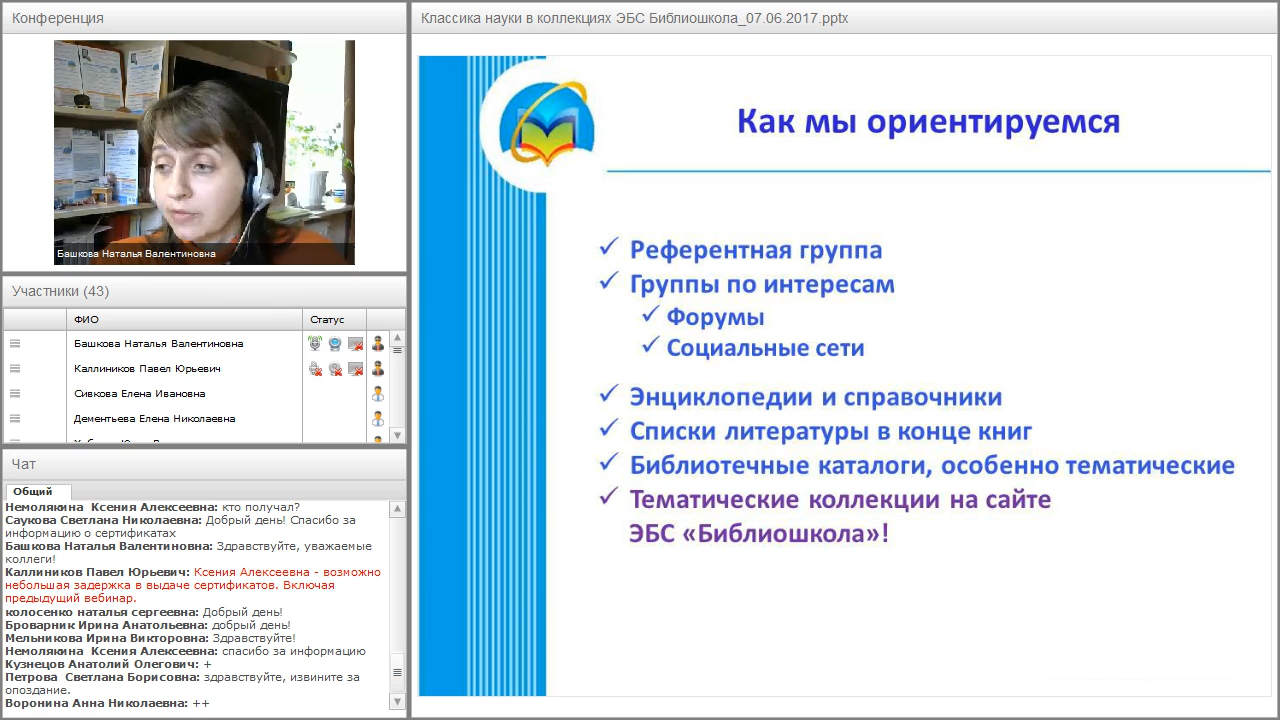 Конференция
Башкова Наталья Валентиновна
Участники (43)
ФИО
Статус
Башкова Наталья Валентиновна
Каллиников Павел Юрьевич
Сивкова Елена Ивановна
Дементьева Елена Николаевна
Чат
Общий
Немолякина Ксения Алексеевна: кто получал?
Саукова Светлана Николаевна: Добрый день! Спасибо за
информацию о сертификатах
Башкова Наталья Валентиновна: Здравствуйте, уважаемые
коллеги!
Каллиников Павел Юрьевич: Ксения Алексеевна - возможно
небольшая задержка в выдаче сертификатов. Включая
предыдущий вебинар.
колосенко наталья сергеевна: Добрый день!
Броварник Ирина Анатольевна: добрый день!
Мельникова Ирина Викторовна: Здравствуйте!
Немолякина Ксения Алексеевна: спасибо за информацию
Кузнецов Анатолий Олегович: +
Петрова Светлана Борисовна: здравствуйте, извините за
опоздание.
Воронина Анна Николаевна: ++
Классика науки в коллекциях ЭБС Библиошкола_07.06.2017.pptx
Как мы ориентируемся
Референтная группа
Группы по интересам
Форумы
Социальные сети
Энциклопедии и справочники
Списки литературы в конце книг
Библиотечные каталоги, особенно тематические
Тематические коллекции на сайте
ЭБС «Библиошкола»!